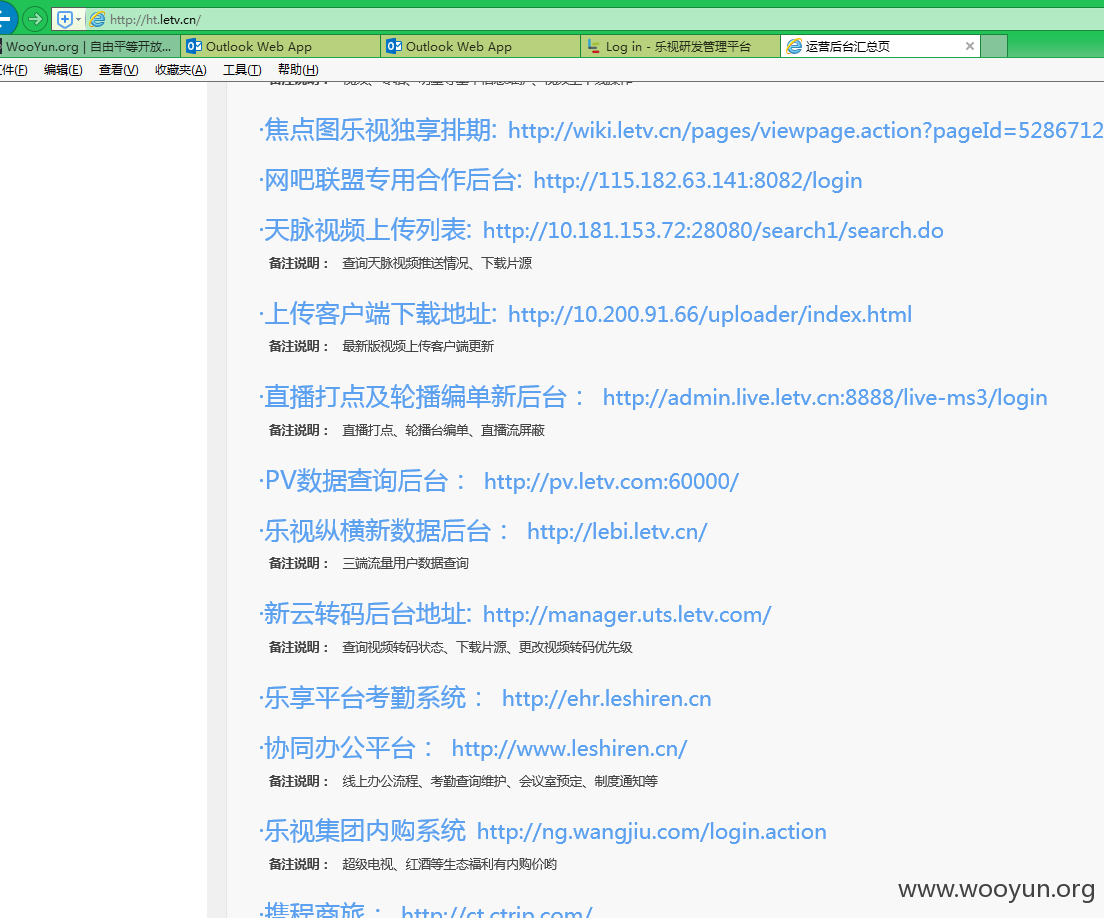 http://ht.letv.cn/
WooYun.org | 自由平等开放...
Outlook Web App
Outlook Web App
Log in - 乐视研发管理平台
运营后台汇总页
件(F) 编辑(E) 查看(V) 收藏夹(A) 工具(T) 帮助(H)
·焦点图乐视独享排期: http://wiki.letv.cn/pages/viewpage.action?pageId=5286712
·网吧联盟专用合作后台: http://115.182.63.141:8082/login
·天脉视频上传列表: http://10.181.153.72:28080/search1/search.do
备注说明： 查询天脉视频推送情况、下载片源
·上传客户端下载地址: http://10.200.91.66/uploader/index.html
备注说明： 最新版视频上传客户端更新
·直播打点及轮播编单新后台： http://admin.live.letv.cn:8888/live-ms3/login
备注说明： 直播打点、轮播台编单、直播流屏蔽
·PV数据查询后台： http://pv.letv.com:60000/
·乐视纵横新数据后台： http://lebi.letv.cn/
备注说明： 三端流量用户数据查询
·新云转码后台地址: http://manager.uts.letv.com/
备注说明： 查询视频转码状态、下载片源、更改视频转码优先级
·乐享平台考勤系统： http://ehr.leshiren.cn
·协同办公平台： http://www.leshiren.cn/
备注说明： 线上办公流程、考勤查询维护、会议室预定、制度通知等
·乐视集团内购系统 http://ng.wangjiu.com/login.action
备注说明： 超级电视、红酒等生态福利有内购价哟
·携程商旅： http://ct.ctrip.com/
www.wooyun.org